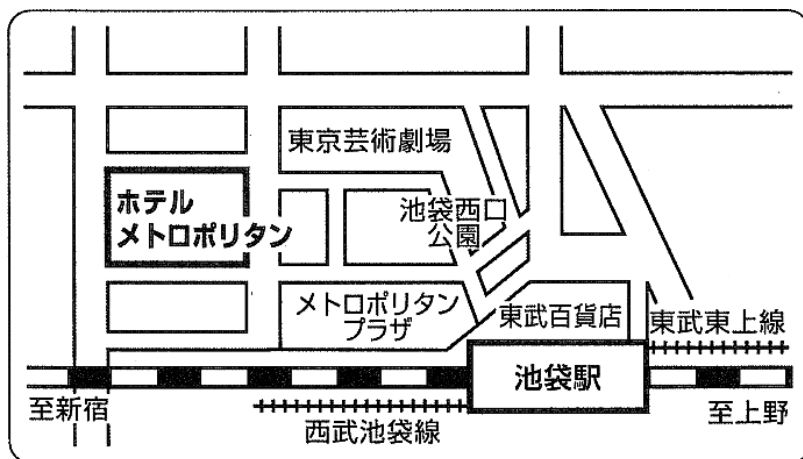 東京芸術劇場
ホテル
メトロポリタン
池袋西口
公園
メトロポリタン
プラザ
東武百貨店
東武東上線
池袋駅
至新宿
西武池袋線
至上野